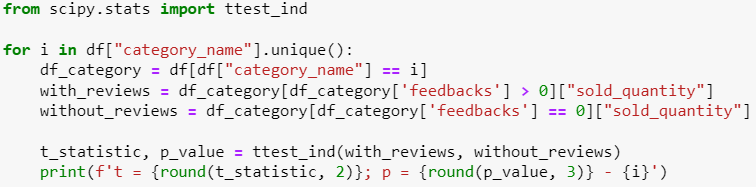 from scipy.stats import ttest_ind
for i in df["category_name"].unique():
    df_category = df[df["category_name"] == i]
    with_reviews = df_category[df_category['feedbacks'] > 0]["sold_quantity"]
    without_reviews = df_category[df_category['feedbacks'] == 0]["sold_quantity"]
    t_statistic, p_value = ttest_ind(with_reviews, without_reviews)
    print(f't = {round(t_statistic, 2)}; p = {round(p_value, 3)} - {i}')